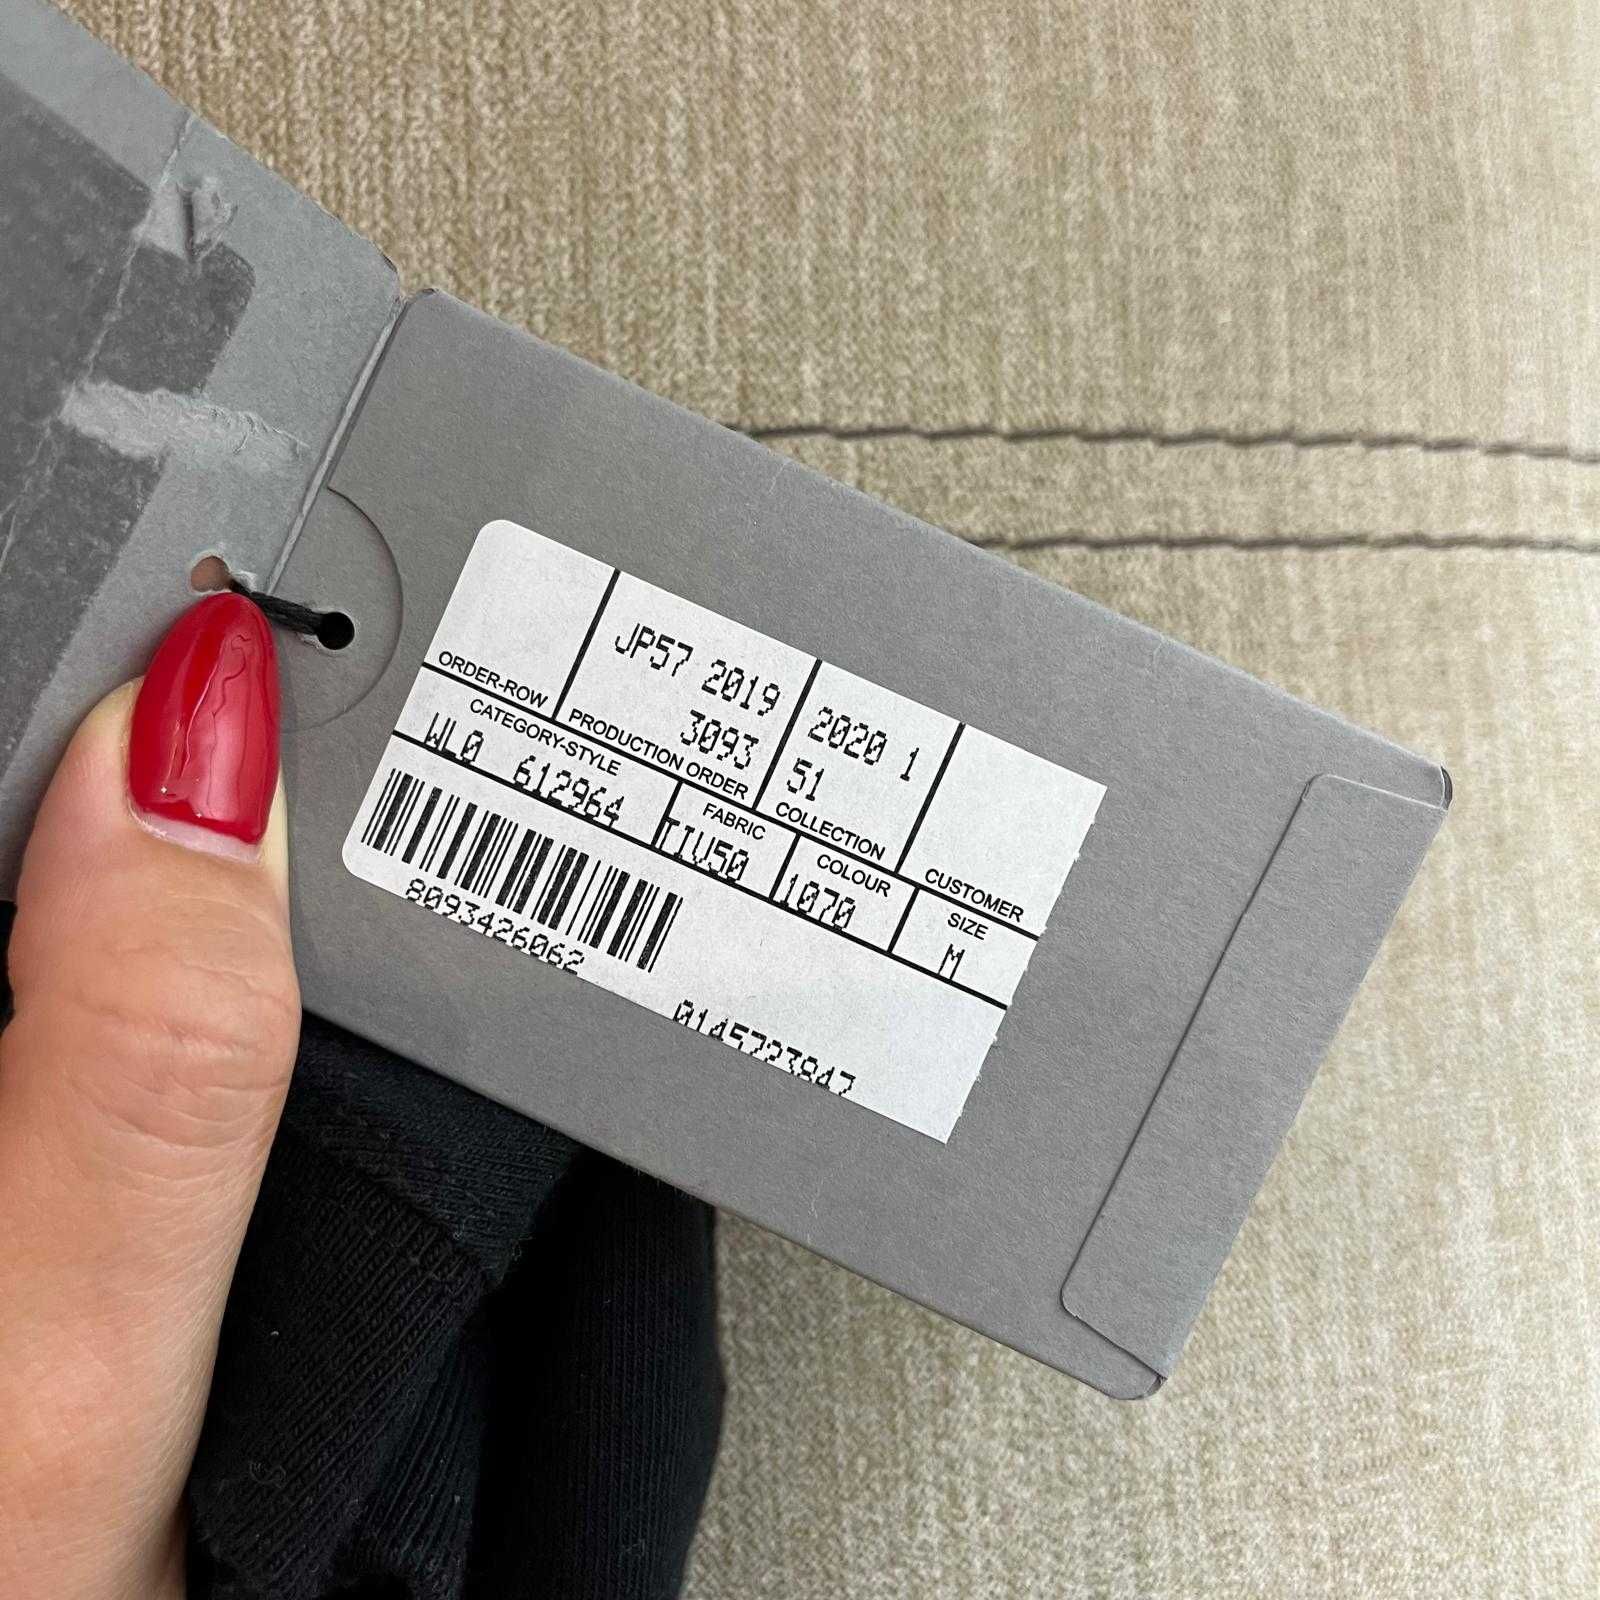 JP57 2019
3093
2020 1
51
ORDER-ROW
PRODUCTION ORDER
COLLECTION
CUSTOMER
CATEGORY-STYLE
FABRIC
COLOUR
SIZE
WL0 612964
TIV50
1070
M
8093426062
0145723847